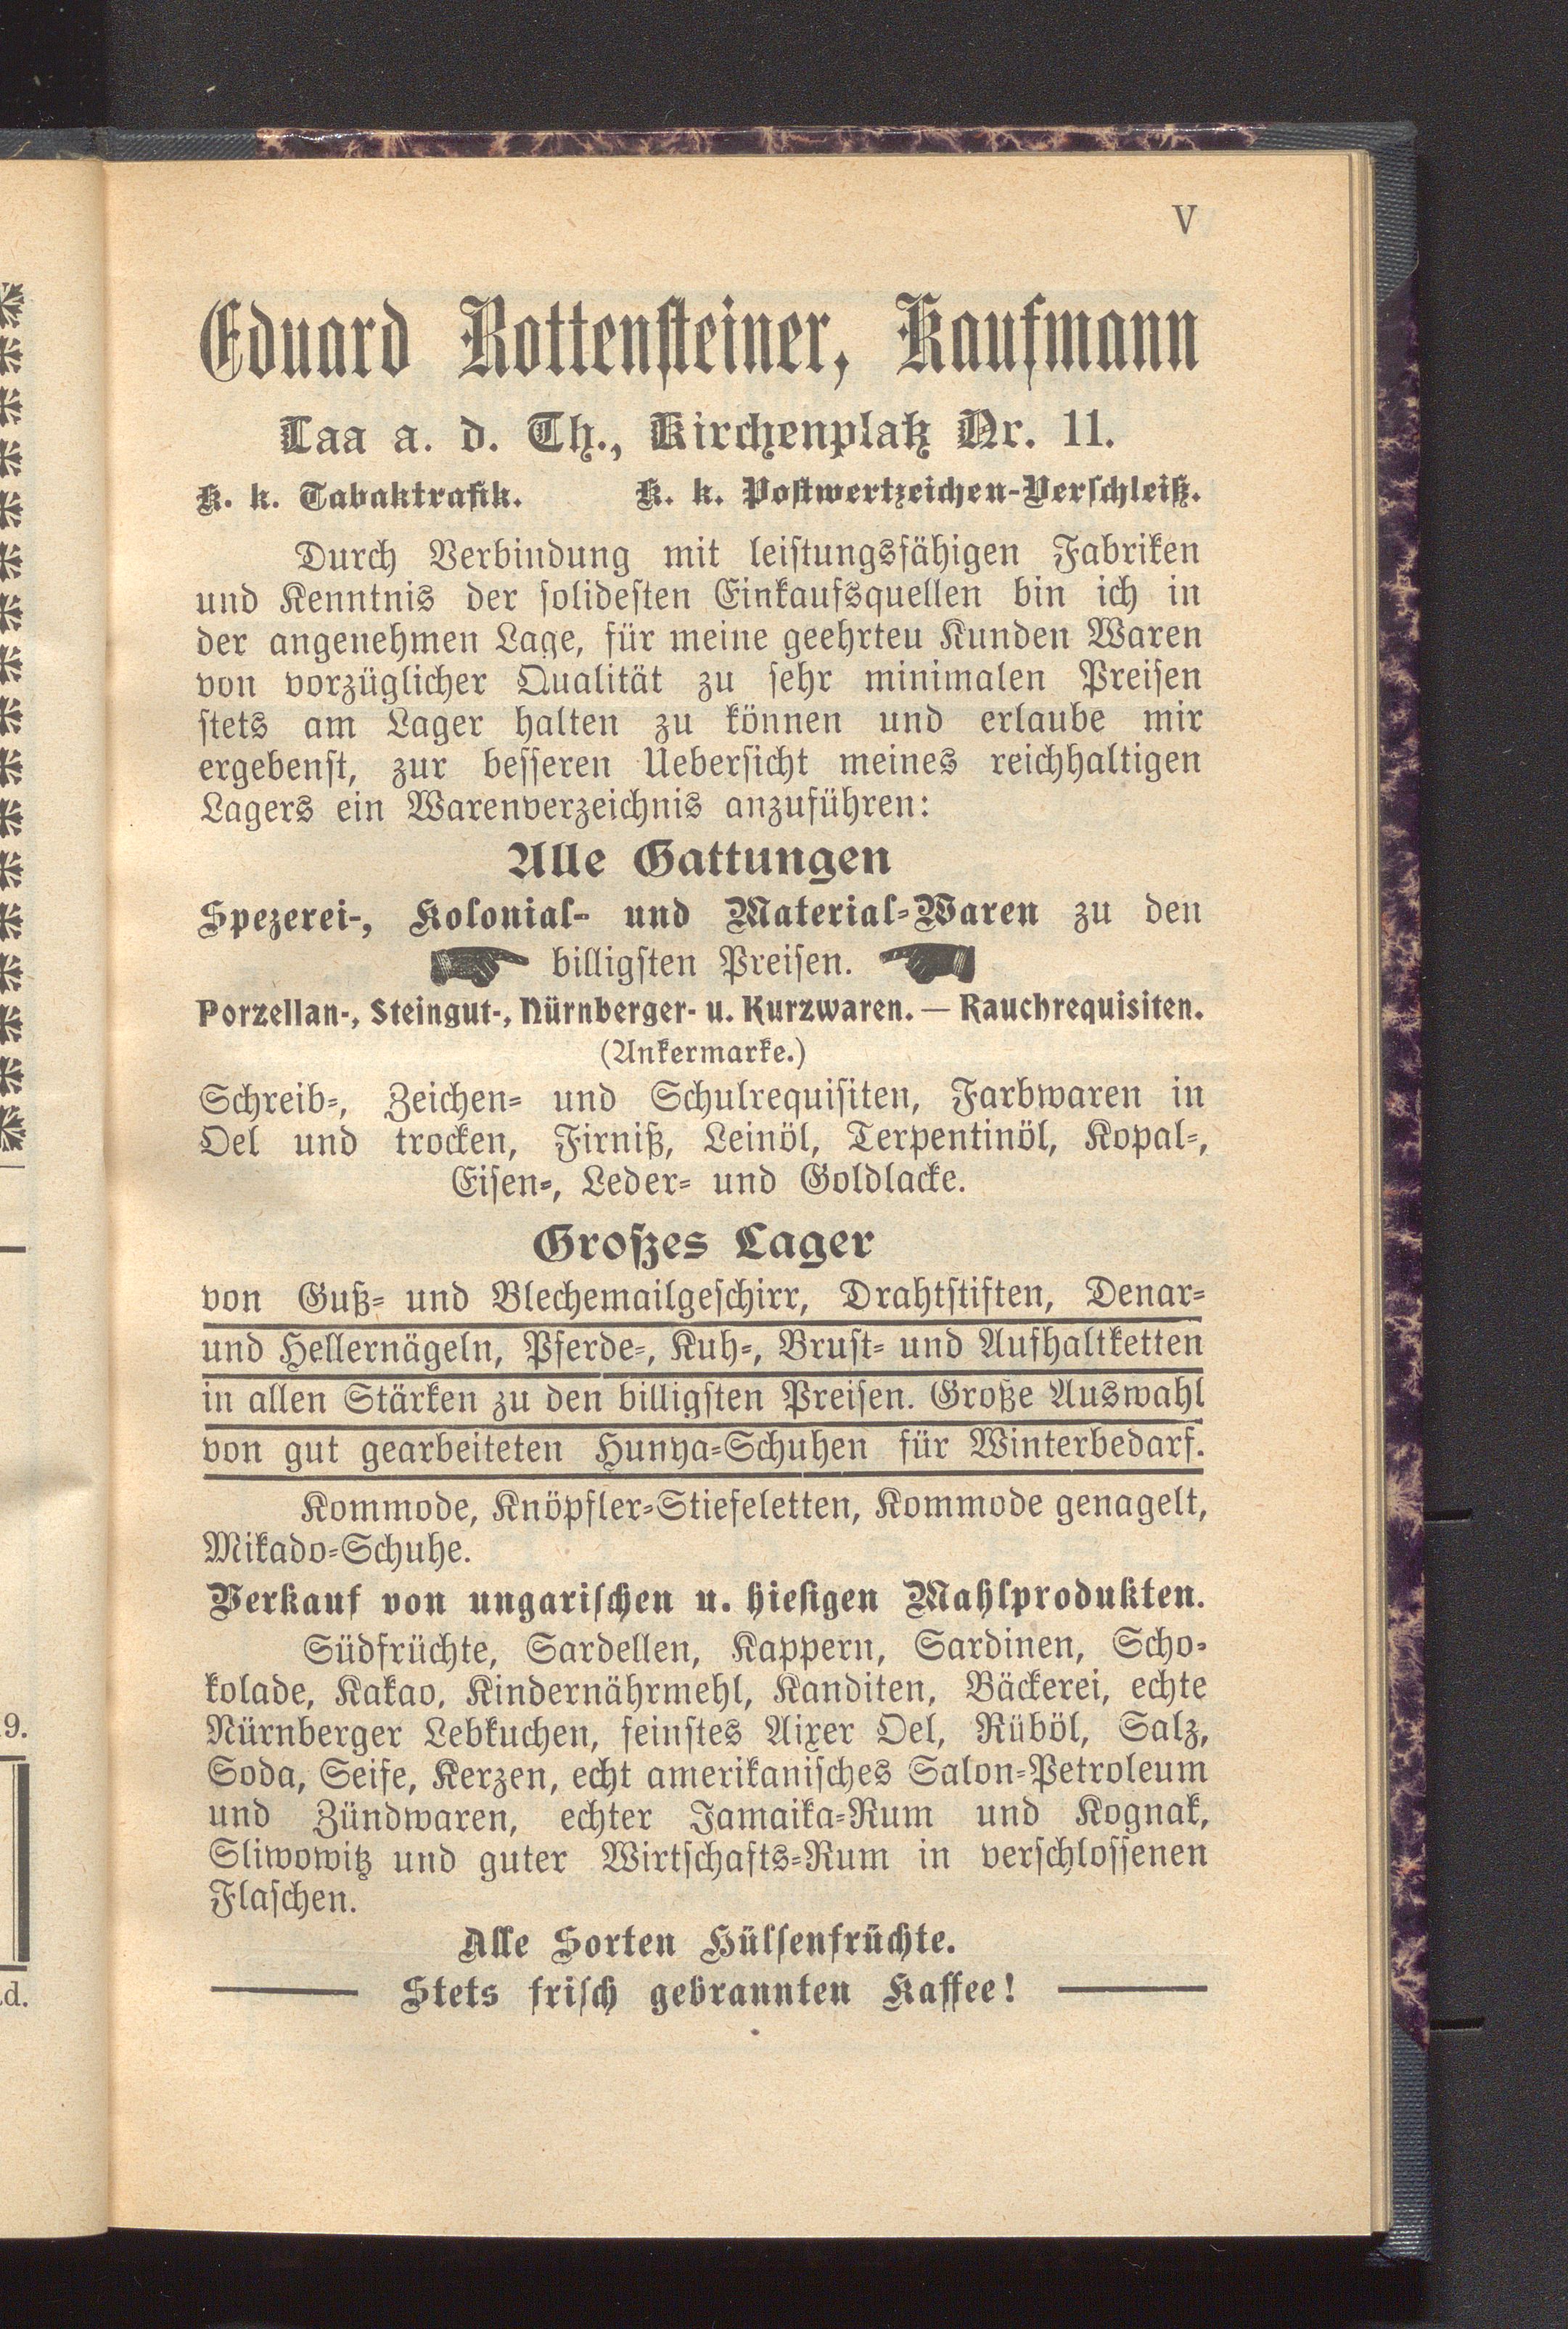 V
Eduard Rottensteiner, Kaufmann
Laa a. d. Th., Kirchenplatz Nr. 11.
K. k. Tabaktrafik. K. k. Postwertzeichen-Verschleiß.
Durch Verbindung mit leistungsfähigen Fabriken
und Kenntnis der solidesten Einkaufsquellen bin ich in
der angenehmen Lage, für meine geehrteu Kunden Waren
von vorzüglicher Qualität zu sehr minimalen Preisen
stets am Lager halten zu können und erlaube mir
ergebenst, zur besseren Uebersicht meines reichhaltigen
Lagers ein Warenverzeichnis anzuführen:
Alle Gattungen
Spezerei-, Kolonial- und Material-Waren zu den
billigsten Preisen.
Porzellan-, Steingut-, Nürnberger- u. Kurzwaren. — Rauchrequisiten.
(Ankermarke.)
Schreib-, Zeichen- und Schulrequisiten, Farbwaren in
Oel und trocken, Firniß, Leinöl, Terpentinöl, Kopal-,
Eisen-, Leder- und Goldlacke.
Großes Lager
von Guß- und Blechemailgeschirr, Drahtstiften, Denar-
und Hellernägeln, Pferde-, Kuh-, Brust- und Aufhaltketten
in allen Stärken zu den billigsten Preisen. Große Auswahl
von gut gearbeiteten Hunya-Schuhen für Winterbedarf.
Kommode, Knöpfler-Stiefeletten, Kommode genagelt,
Mikado-Schuhe.
Verkauf von ungarischen u. hiesigen Mahlprodukten.
Südfrüchte, Sardellen, Kappern, Sardinen, Scho-
kolade, Kakao, Kindernährmehl, Kanditen, Bäckerei, echte
Nürnberger Lebkuchen, feinstes Aixer Oel, Rüböl, Salz,
Soda, Seife, Kerzen, echt amerikanisches Salon-Petroleum
und Zündwaren, echter Jamaika-Rum und Kognak,
Sliwowitz und guter Wirtschafts-Rum in verschlossenen
Flaschen.
Alle Sorten Hülsenfrüchte.
Stets frisch gebrannten Kaffee!